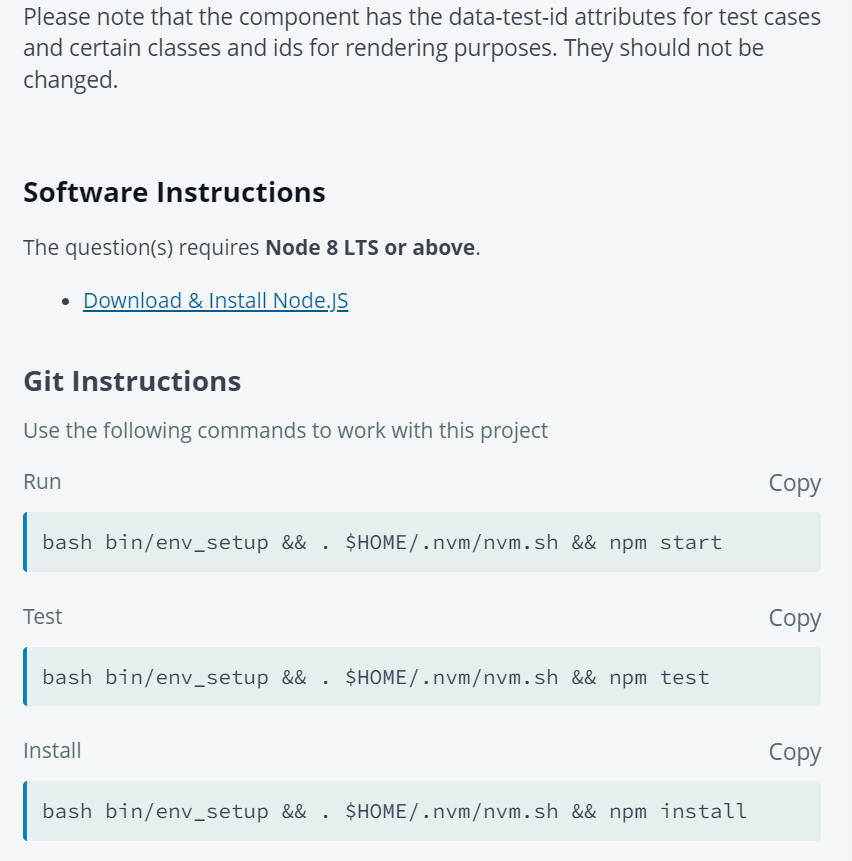 Please note that the component has the data-test-id attributes for test cases
and certain classes and ids for rendering purposes. They should not be
changed.
Software Instructions
The question(s) requires Node 8 LTS or above.
• Download & Install Node.JS
Git Instructions
Use the following commands to work with this project
Run Copy
bash bin/env_setup && . $HOME/.nvm/nvm.sh && npm start
Test Copy
bash bin/env_setup && . $HOME/.nvm/nvm.sh && npm test
Install Copy
bash bin/env_setup && . $HOME/.nvm/nvm.sh && npm install